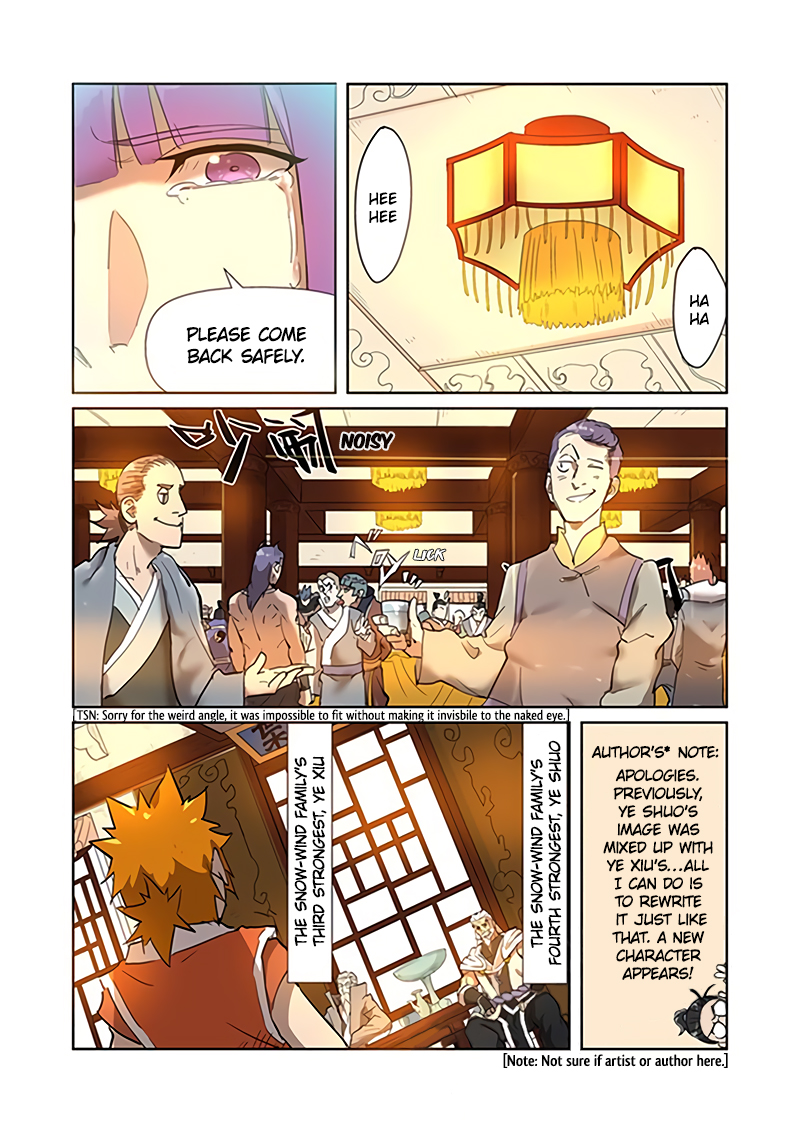 PLEASE COME
BACK SAFELY.
HEE
HEE
HA
HA
吵闹
NOISY
LICK
TSN: Sorry for the weird angle, it was impossible to fit without making it invisbile to the naked eye.
THE SNOW-WIND FAMILY'S
THIRD STRONGEST, YE XIU
THE SNOW-WIND FAMILY'S
FOURTH STRONGEST, YE SHUO
AUTHOR'S* NOTE:
APOLOGIES.
PREVIOUSLY,
YE SHUO'S
IMAGE WAS
MIXED UP WITH
YE XIU'S...ALL
I CAN DO IS
TO REWRITE
IT JUST LIKE
THAT. A NEW
CHARACTER
APPEARS!
[Note: Not sure if artist or author here.]